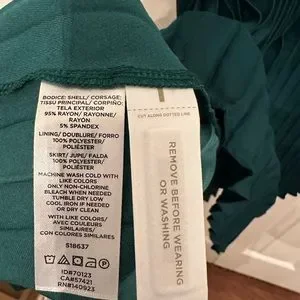 BODICE: SHELL/ CORSAGE:
TISSU PRINCIPAL/ CORPIÑO:
TELA EXTERIOR
95% RAYON/ RAYONNE/
RAYON
5% SPANDEX
LINING/ DOUBLURE/ FORRO
100% POLYESTER/
POLIÉSTER
SKIRT/ JUPE/ FALDA
100% POLYESTER/
POLIÉSTER
MACHINE WASH COLD WITH
LIKE COLORS
ONLY NON-CHLORINE
BLEACH WHEN NEEDED
TUMBLE DRY LOW
COOL IRON IF NEEDED
OR DRY CLEAN
WITH LIKE COLORS/
AVEC COULEURS
SIMILAIRES/
CON COLORES SIMILARES
518637
ID#70123
CA#57421
RN#140923
CUT ALONG DOTTED LINE
REMOVE BEFORE WEARING
OR WASHING